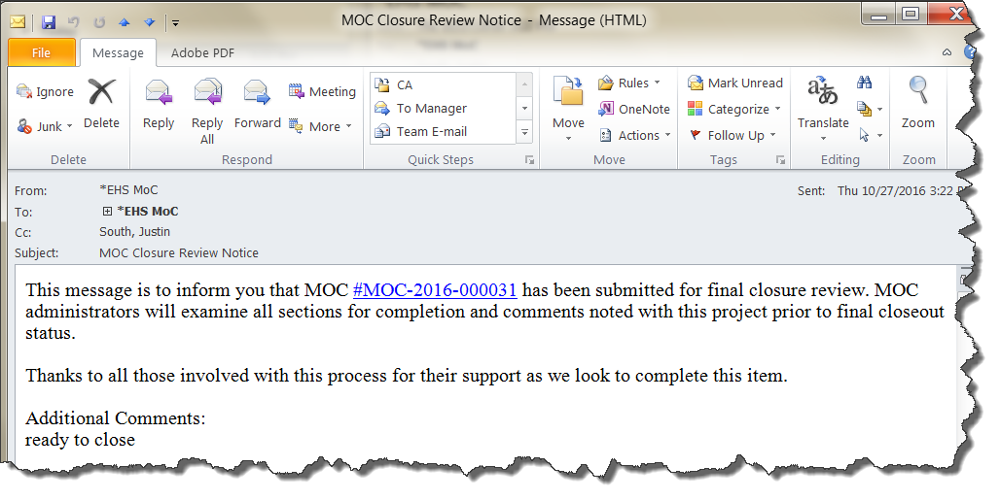 MOC Closure Review Notice - Message (HTML)
File Message Adobe PDF
Ignore
Junk
Delete
Delete
Reply
Reply All
Forward
Meeting
More
Respond
CA
To Manager
Team E-mail
Quick Steps
Move
Rules
OneNote
Actions
Move
Mark Unread
Categorize
Follow Up
Tags
Translate
Editing
Zoom
Zoom
From: *EHS MoC Sent: Thu 10/27/2016 3:22
To: *EHS MoC
Cc: South, Justin
Subject: MOC Closure Review Notice
This message is to inform you that MOC #MOC-2016-000031 has been submitted for final closure review. MOC
administrators will examine all sections for completion and comments noted with this project prior to final closeout
status.
Thanks to all those involved with this process for their support as we look to complete this item.
Additional Comments:
ready to close